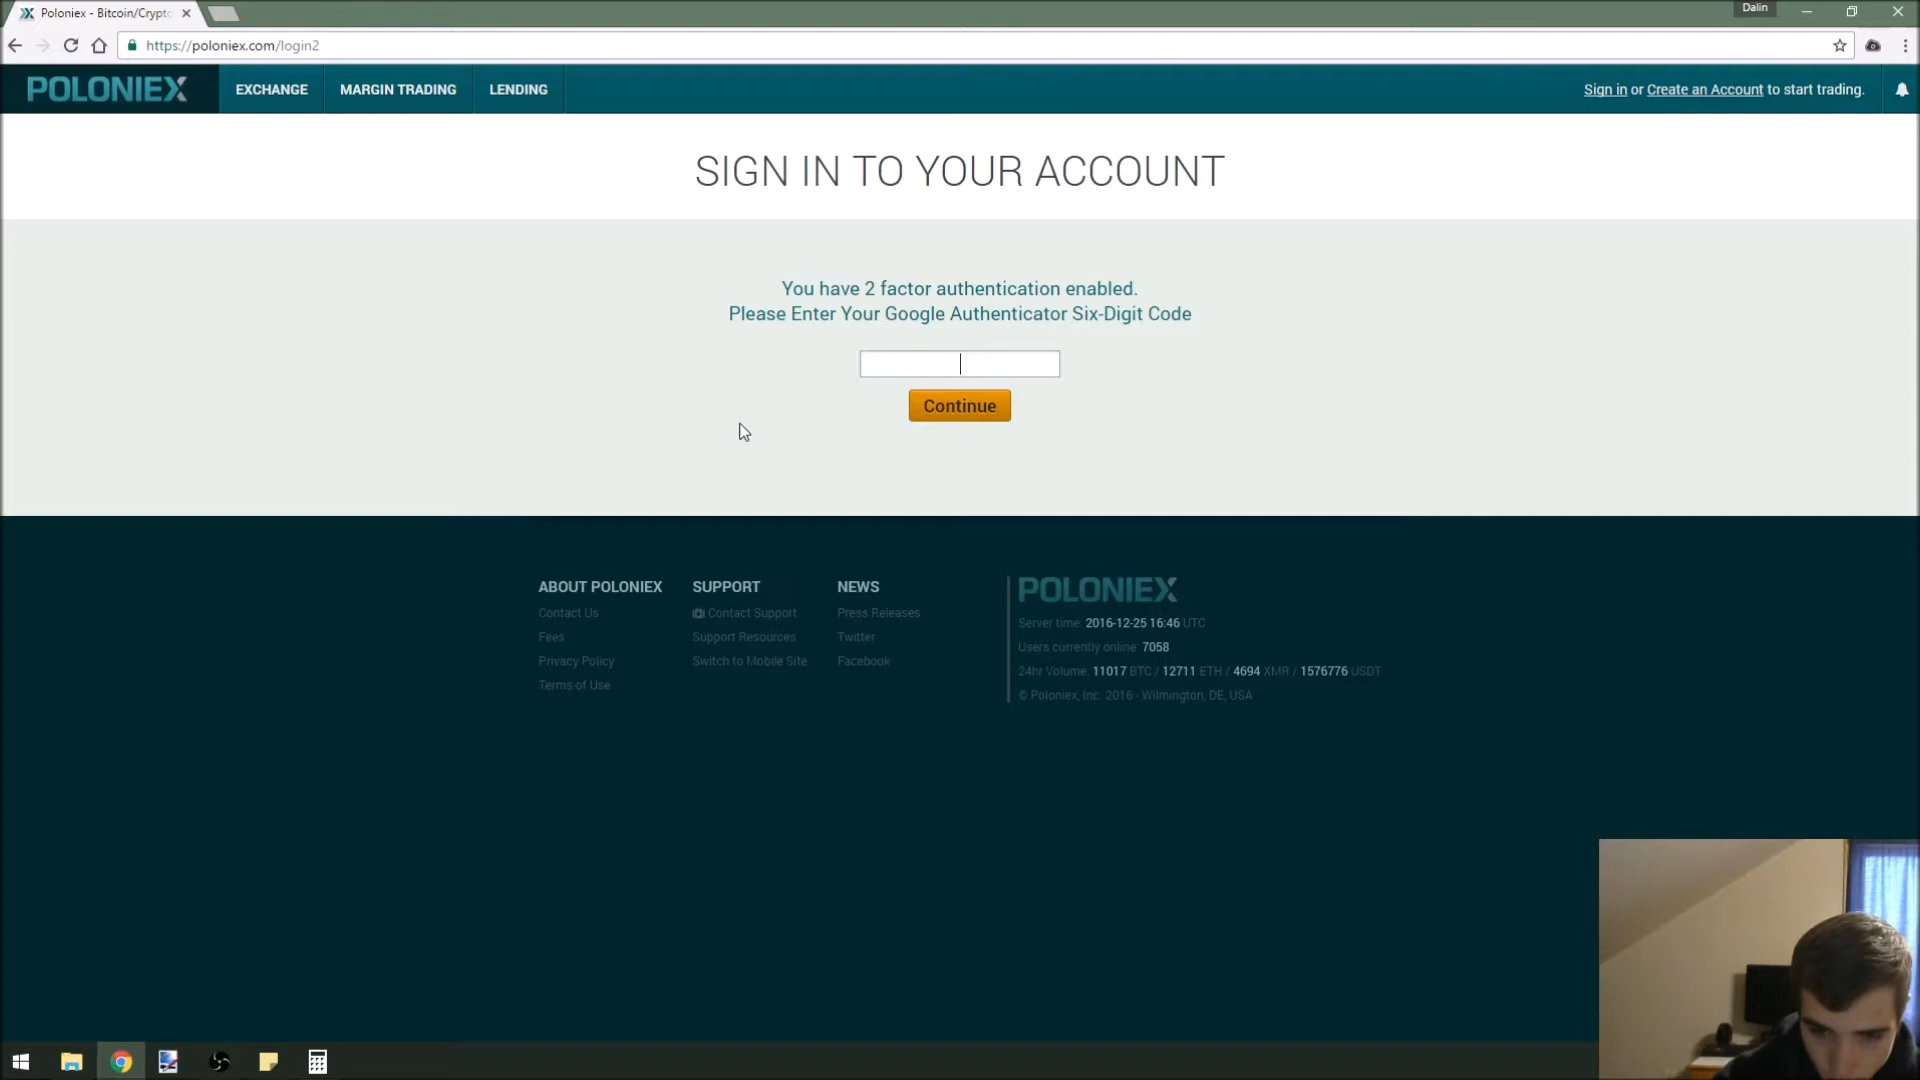 Poloniex - Bitcoin/Crypto
Dalin
https://poloniex.com/login2
POLONIEX
EXCHANGE
MARGIN TRADING
LENDING
Sign in or Create an Account to start trading.
SIGN IN TO YOUR ACCOUNT
You have 2 factor authentication enabled.
Please Enter Your Google Authenticator Six-Digit Code
Continue
ABOUT POLONIEX
Contact Us
Fees
Privacy Policy
Terms of Use
SUPPORT
Contact Support
Support Resources
Switch to Mobile Site
NEWS
Press Releases
Twitter
Facebook
POLONIEX
Server time: 2016-12-25 16:46 UTC
Users currently online: 7058
24hr Volume: 11017 BTC / 12711 ETH / 4694 XMR / 1576776 USDT
© Poloniex, Inc. 2016 - Wilmington, DE, USA